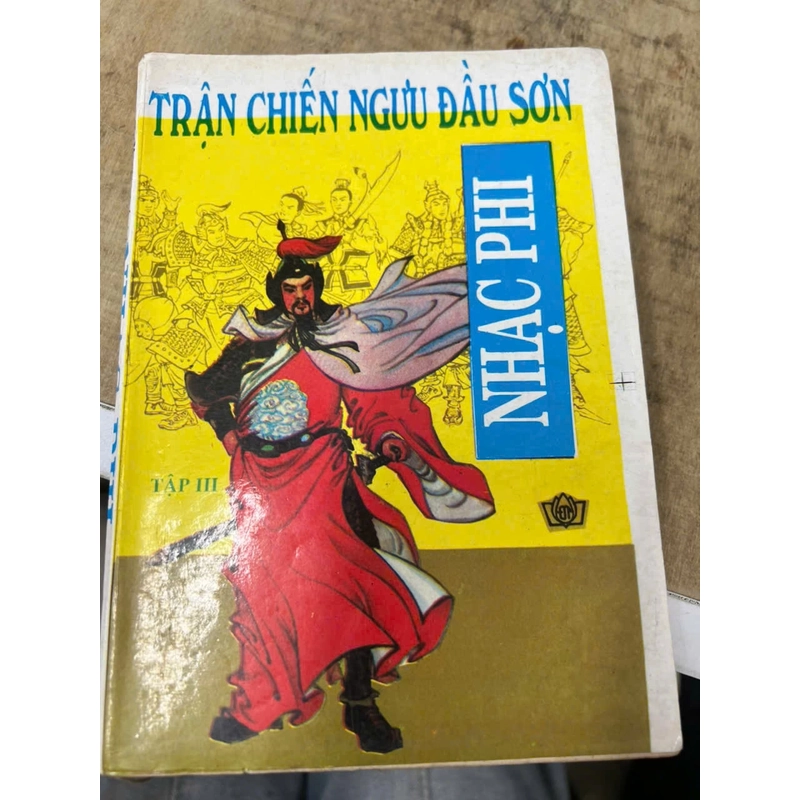 TRẬN CHIẾN NGƯU ĐẦU SƠN
NHẠC PHI
TẬP III